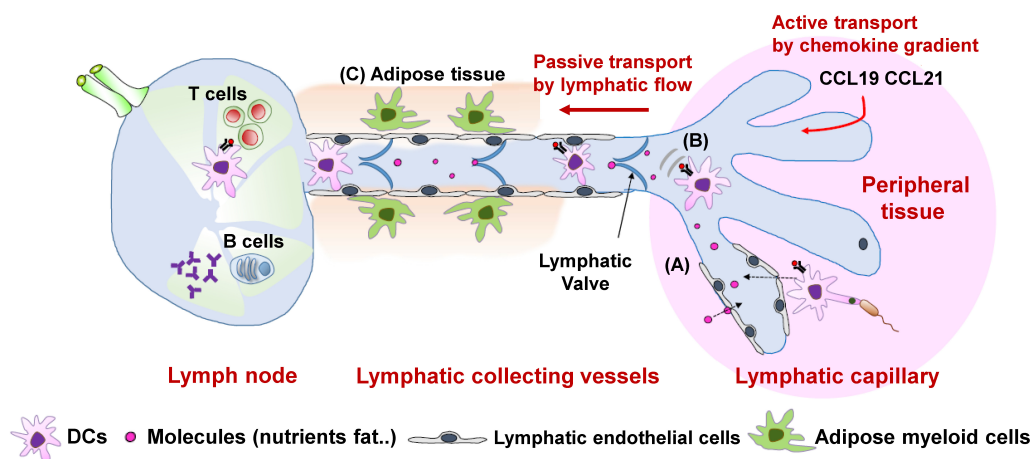 Active transport
by chemokine gradient
CCL19 CCL21
(C) Adipose tissue
Passive transport
by lymphatic flow
T cells
(B)
Peripheral
tissue
B cells
Lymphatic
Valve
(A)
Lymph node
Lymphatic collecting vessels
Lymphatic capillary
DCs
Molecules (nutrients fat..)
Lymphatic endothelial cells
Adipose myeloid cells